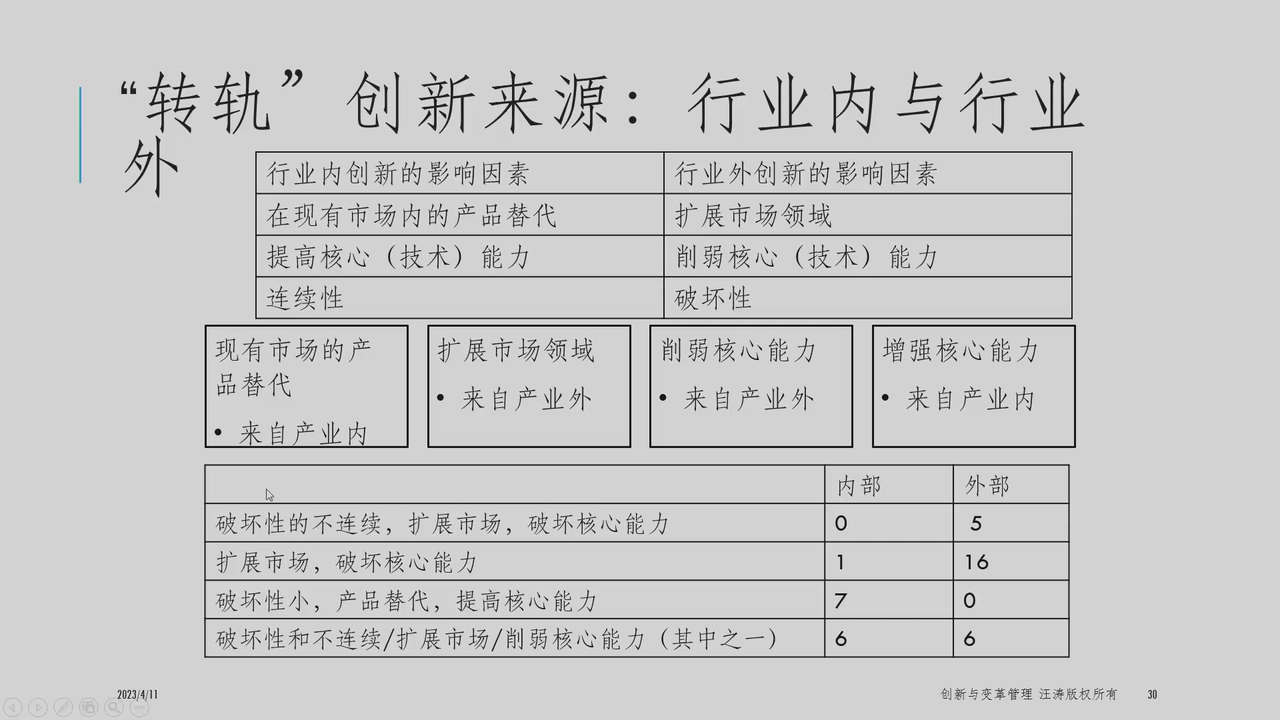 “转轨”创新来源：行业内与行业
外
行业内创新的影响因素 行业外创新的影响因素
在现有市场内的产品替代 扩展市场领域
提高核心（技术）能力 削弱核心（技术）能力
连续性 破坏性
现有市场的产
品替代
• 来自产业内
扩展市场领域
• 来自产业外
削弱核心能力
• 来自产业外
增强核心能力
• 来自产业内
内部 外部
破坏性的不连续，扩展市场，破坏核心能力 0 5
扩展市场，破坏核心能力 1 16
破坏性小，产品替代，提高核心能力 7 0
破坏性和不连续/扩展市场/削弱核心能力（其中之一） 6 6
2023/4/11 创新与变革管理 汪涛版权所有 30